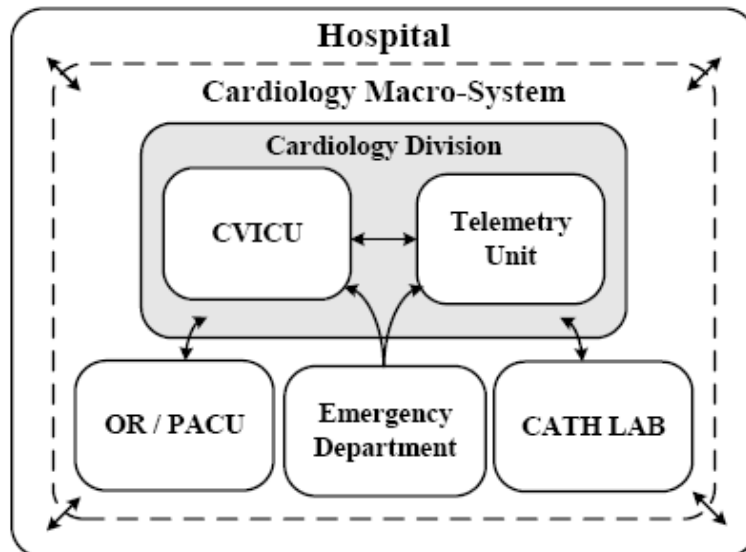 Hospital
Cardiology Macro-System
Cardiology Division
CVICU
Telemetry
Unit
OR / PACU
Emergency
Department
CATH LAB